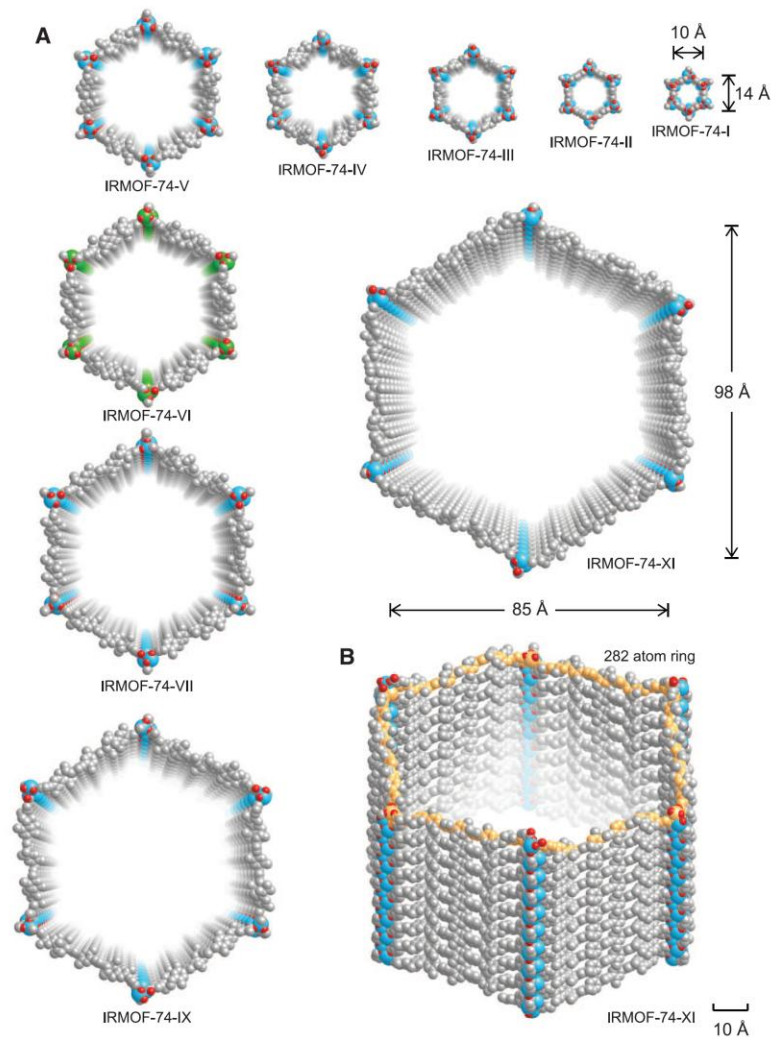 A
10 Å
14 Å
IRMOF-74-V
IRMOF-74-IV
IRMOF-74-III
IRMOF-74-II
IRMOF-74-I
IRMOF-74-VI
98 Å
IRMOF-74-VII
IRMOF-74-XI
85 Å
B
282 atom ring
IRMOF-74-IX
IRMOF-74-XI
10 Å